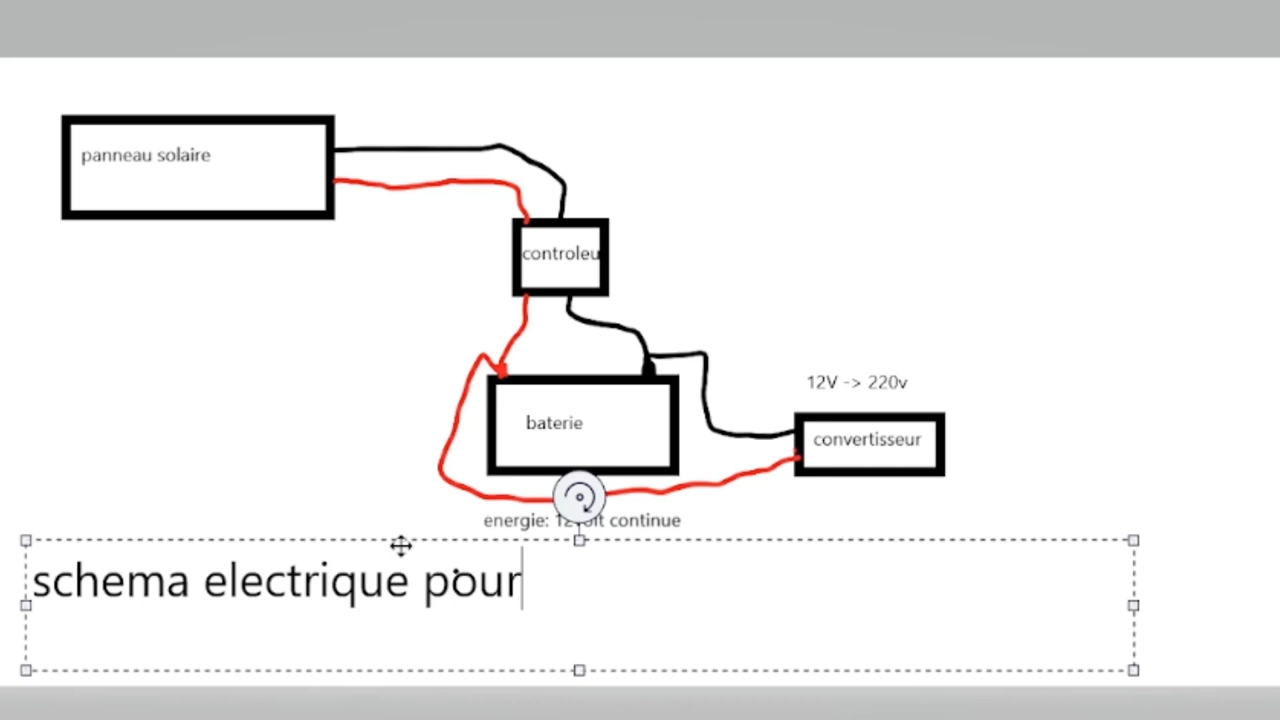 panneau solaire
controleu
12V -> 220v
baterie
convertisseur
energie: continue
schema electrique pour